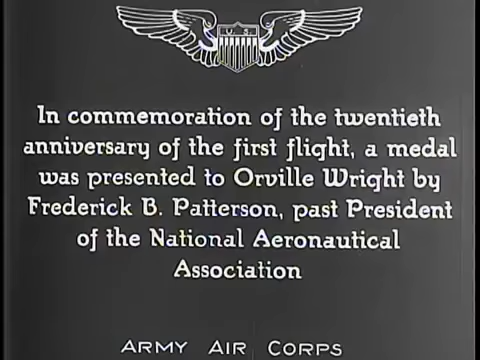 U. S.
In commemoration of the twentieth
anniversary of the first flight, a medal
was presented to Orville Wright by
Frederick B. Patterson, past President
of the National Aeronautical
Association
ARMY AIR CORPS